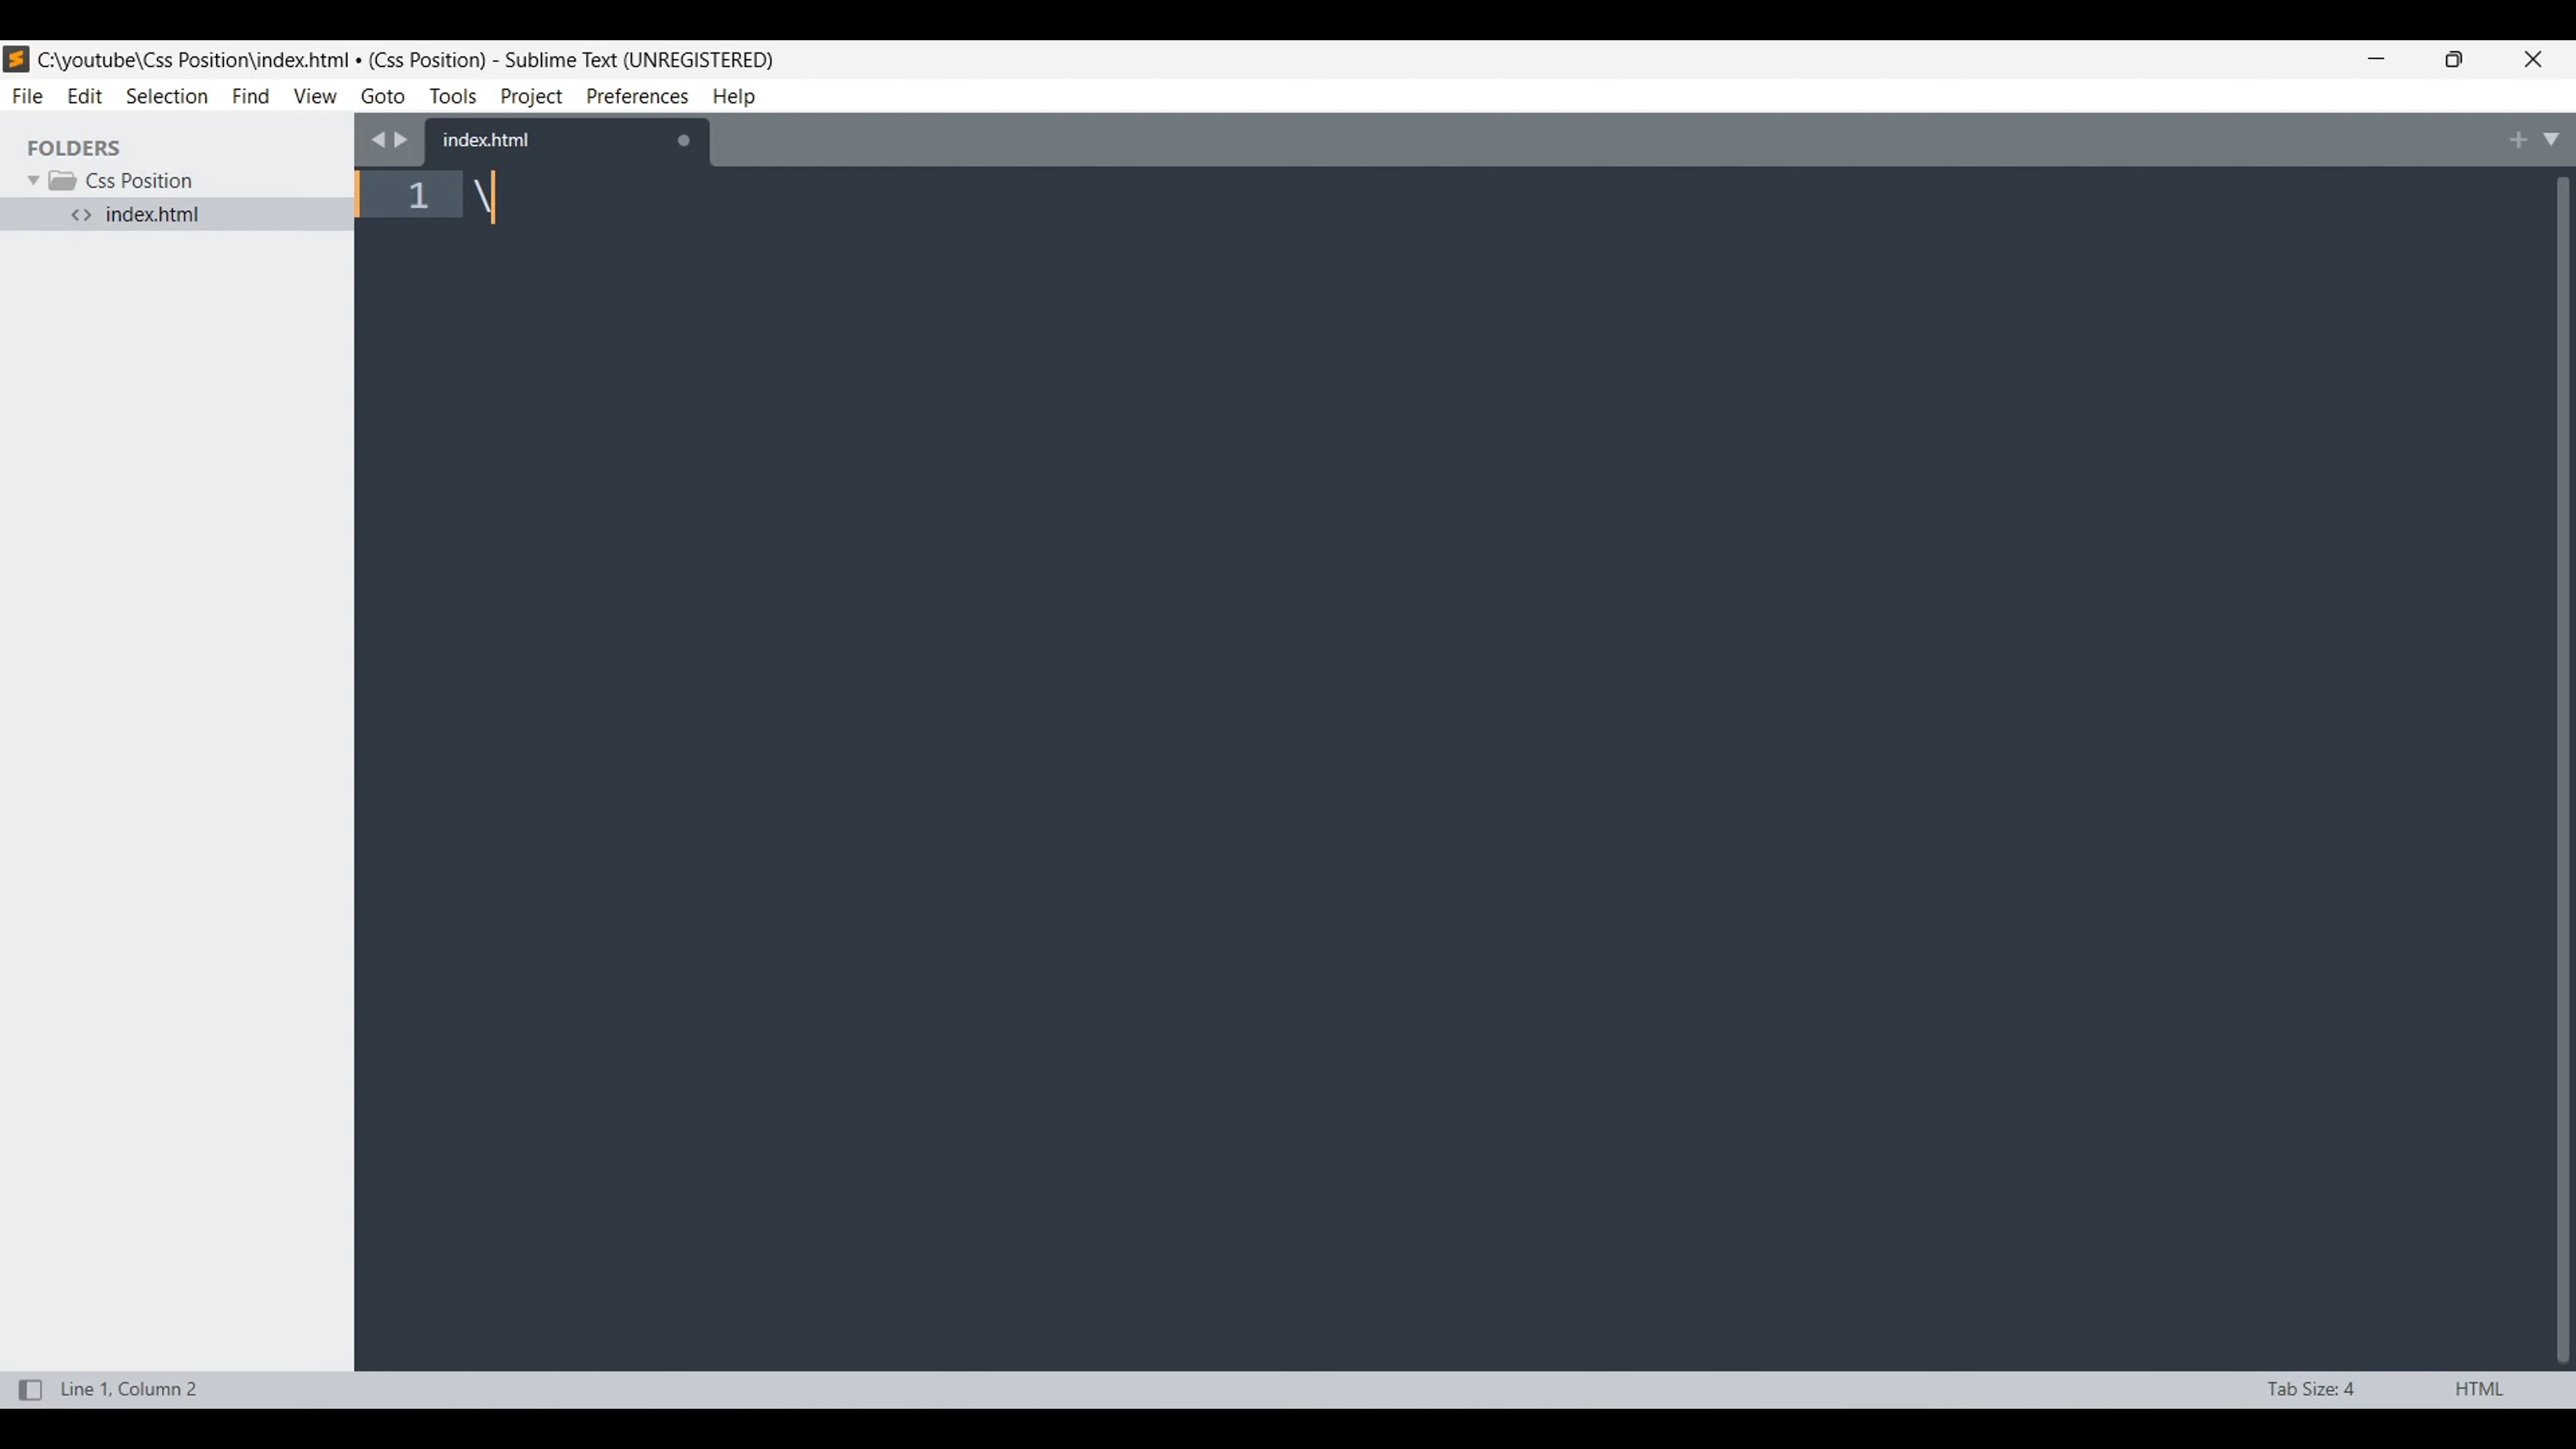 C:\youtube\Css Position\index.html • (Css Position) - Sublime Text (UNREGISTERED)
File Edit Selection Find View Goto Tools Project Preferences Help
FOLDERS
Css Position
index.html
index.html
1 \
Line 1, Column 2
Tab Size: 4
HTML